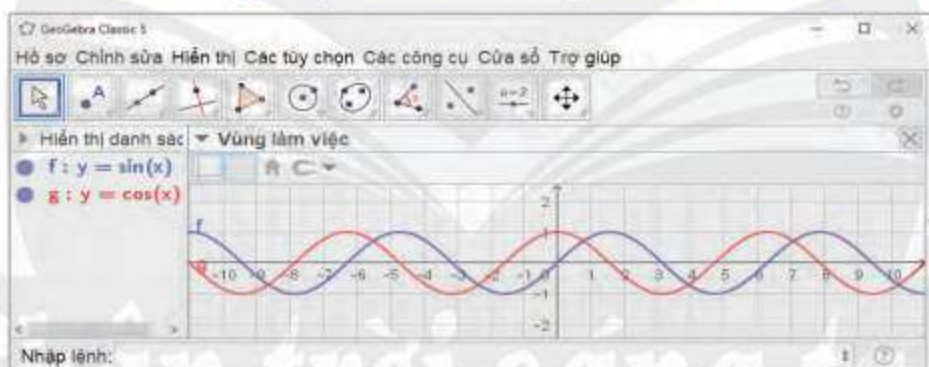 GeoGebra Classic 5
Hồ sơ Chỉnh sửa Hiển thị Các tùy chọn Các công cụ Cửa sổ Trợ giúp
A
a=2
Hiển thị danh sác Vùng làm việc
f : y = sin(x)
g : y = cos(x)
2
f
1
g -10 -9 -8 -7 -6 -5 -4 -3 -2 -1 0 1 2 3 4 5 6 7 8 9 10
-1
-2
Nhập lệnh: